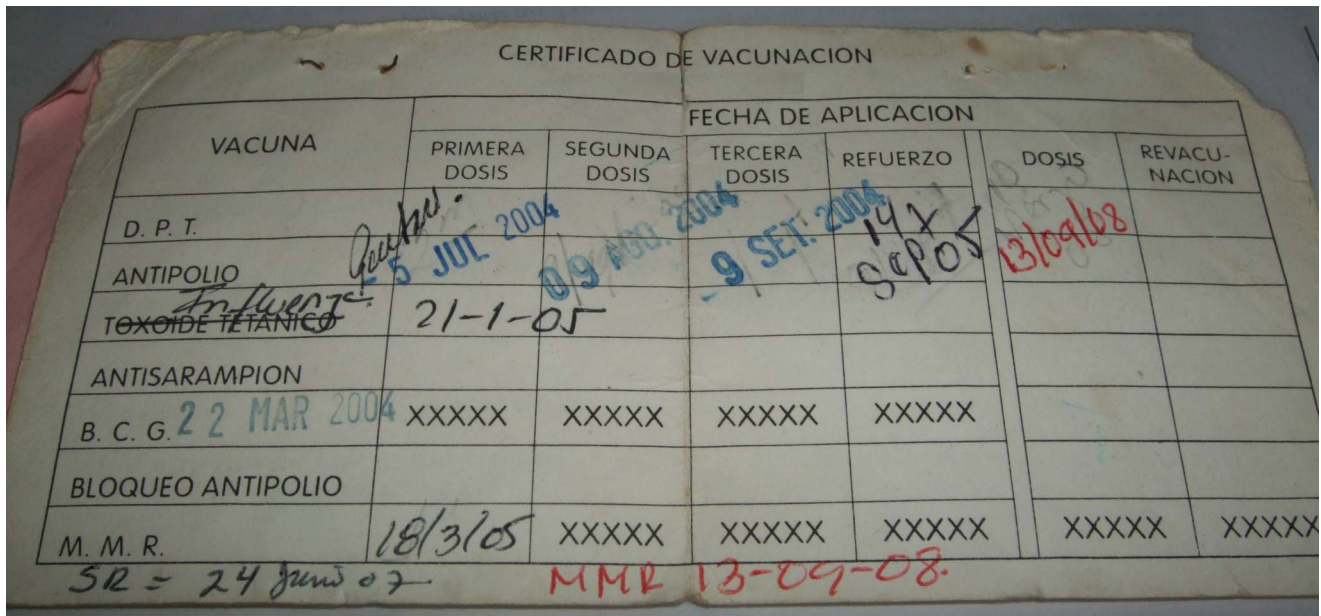 CERTIFICADO DE VACUNACION
VACUNA
FECHA DE APLICACION
PRIMERA DOSIS
SEGUNDA DOSIS
TERCERA DOSIS
REFUERZO
DOSIS
REVACU-NACION
D. P. T.
ANTIPOLIO - 5 JUL 2004 09 AGO. 2004 - 9 SET. 2004 13/09/08
Influenza
TOXOIDE TETANICO 21-1-05
ANTISARAMPION
B. C. G. 22 MAR 2004 XXXXX XXXXX XXXXX XXXXX
BLOQUEO ANTIPOLIO
M. M. R. 18/3/05 XXXXX XXXXX XXXXX XXXXX XXXXX
SR = 24 junio 07 MMR 13-09-08.